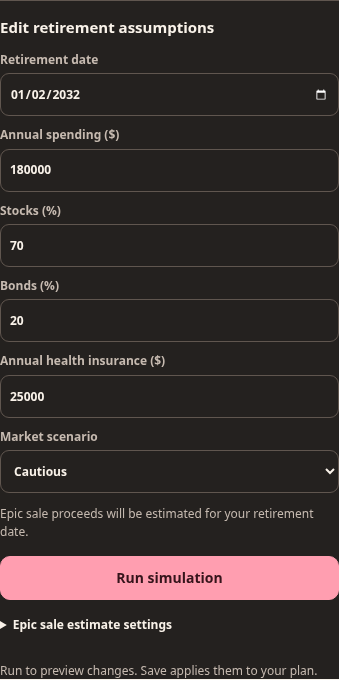 Edit retirement assumptions
Retirement date
01/02/2032
Annual spending ($)
180000
Stocks (%)
70
Bonds (%)
20
Annual health insurance ($)
25000
Market scenario
Cautious
Epic sale proceeds will be estimated for your retirement
date.
Run simulation
Epic sale estimate settings
Run to preview changes. Save applies them to your plan.